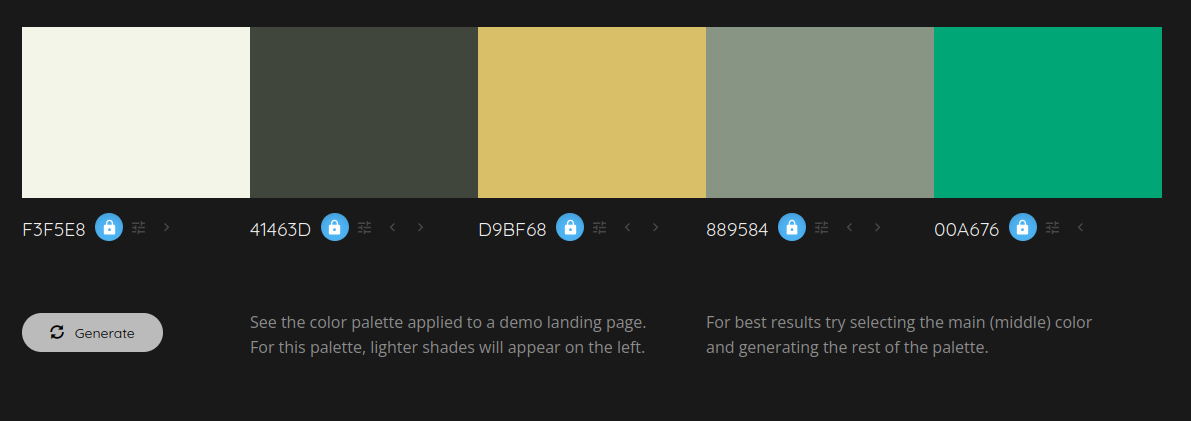 F3F5E8 41463D D9BF68 889584 00A676
Generate
See the color palette applied to a demo landing page.
For this palette, lighter shades will appear on the left.
For best results try selecting the main (middle) color
and generating the rest of the palette.